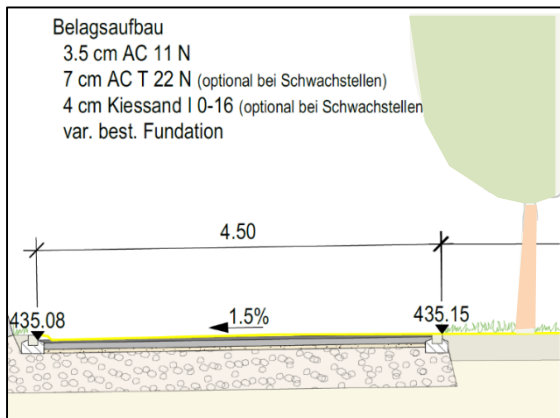 Belagsaufbau
3.5 cm AC 11 N
7 cm AC T 22 N (optional bei Schwachstellen)
4 cm Kiessand I 0-16 (optional bei Schwachstellen
var. best. Fundation
4.50
435.08
1.5%
435.15